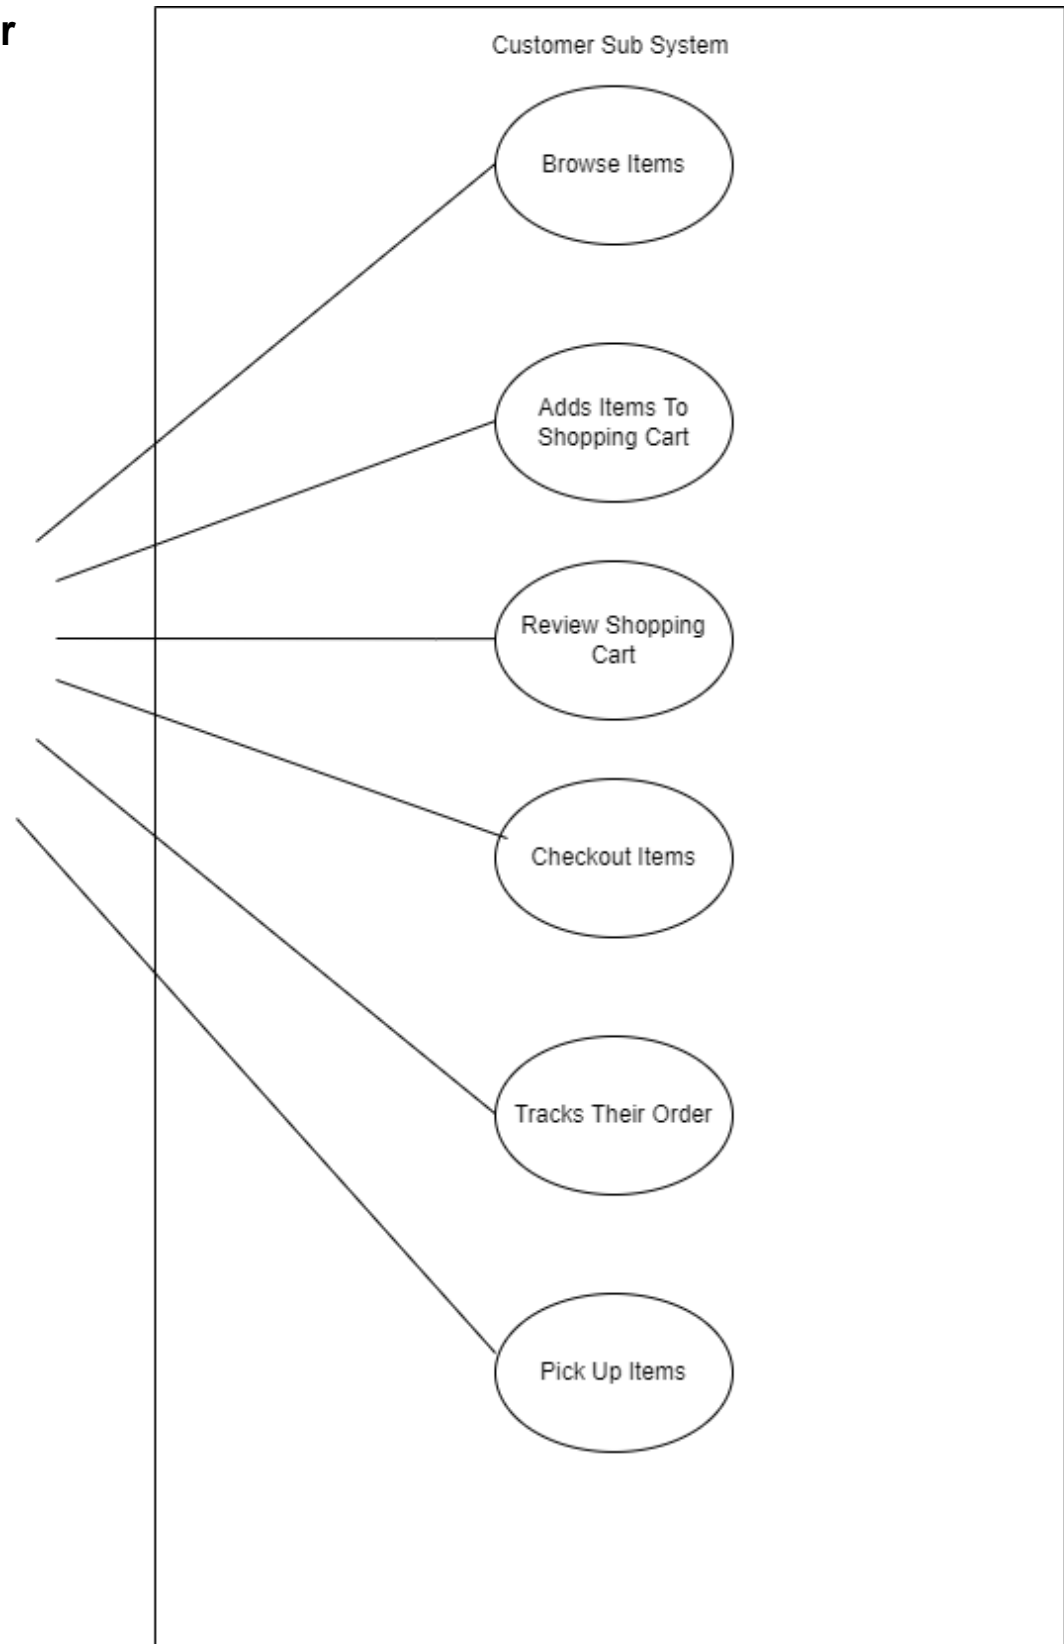 r
Customer Sub System
Browse Items
Adds Items To
Shopping Cart
Review Shopping
Cart
Checkout Items
Tracks Their Order
Pick Up Items